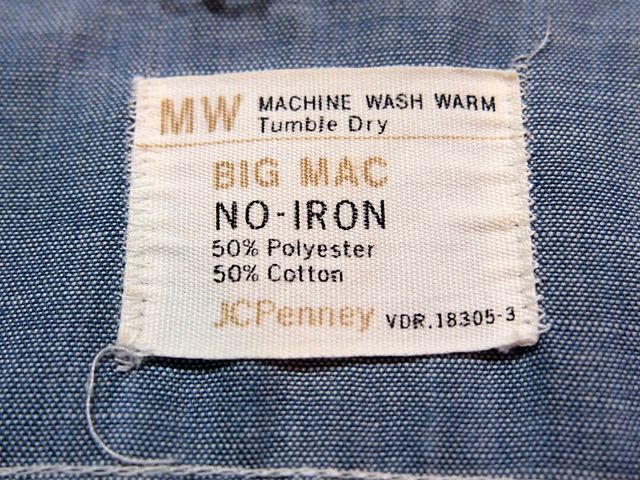 MW MACHINE WASH WARM
Tumble Dry
BIG MAC
NO-IRON
50% Polyester
50% Cotton
JCPenney VDR.18305-3